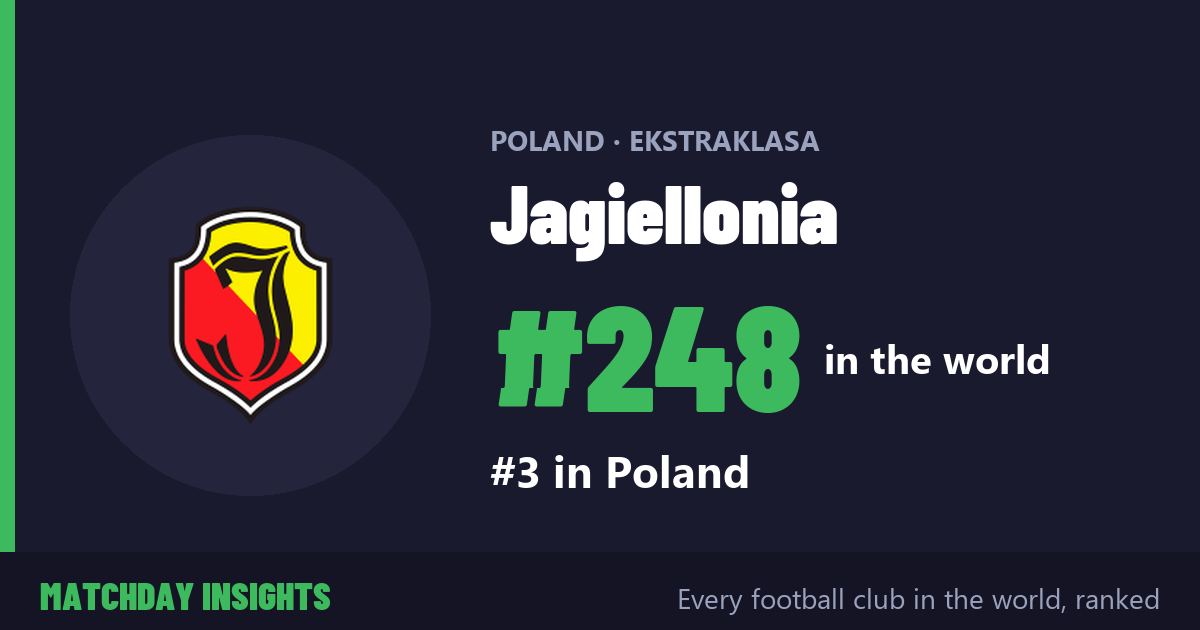 POLAND · EKSTRAKLASA
Jagiellonia
#248 in the world
#3 in Poland
J
MATCHDAY INSIGHTS
Every football club in the world, ranked